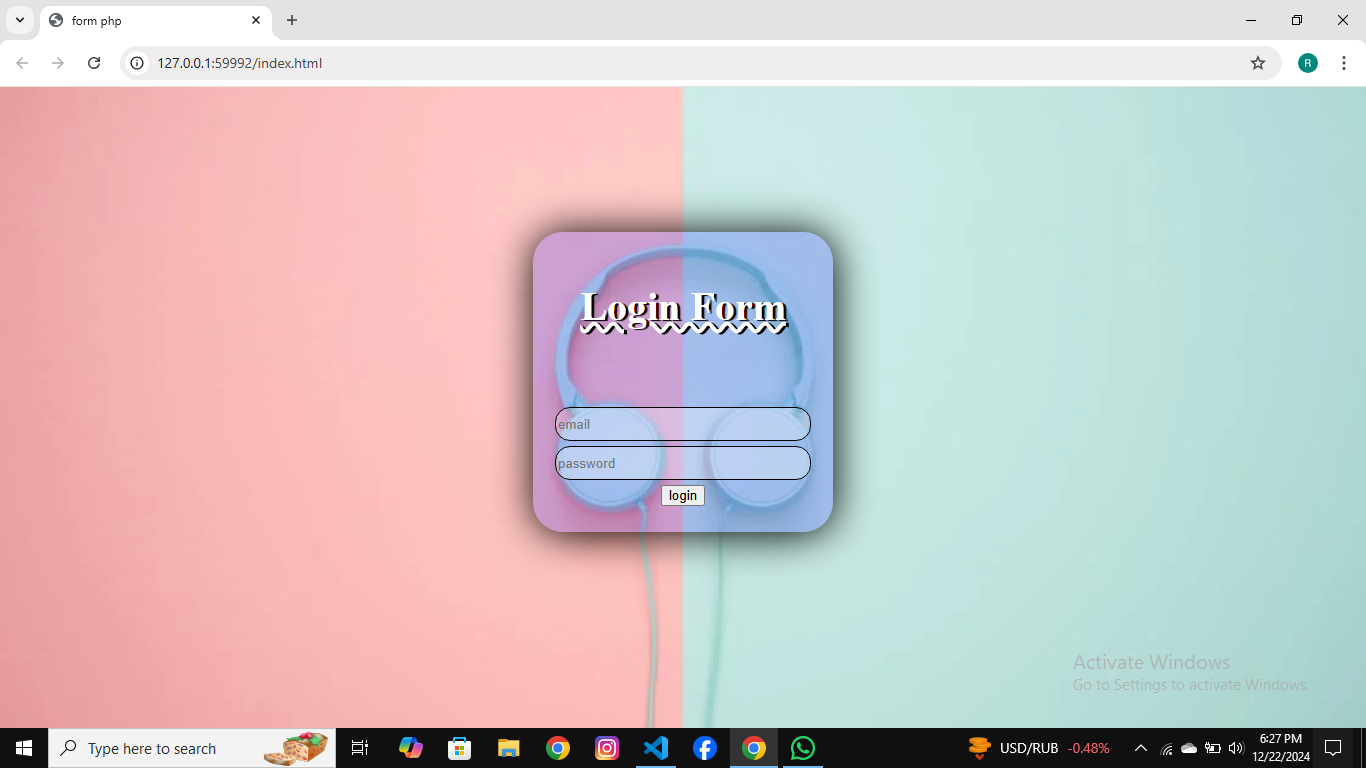 form php
127.0.0.1:59992/index.html
R
Login Form
email
password
login
Activate Windows
Go to Settings to activate Windows.
Type here to search
USD/RUB -0.48%
6:27 PM
12/22/2024